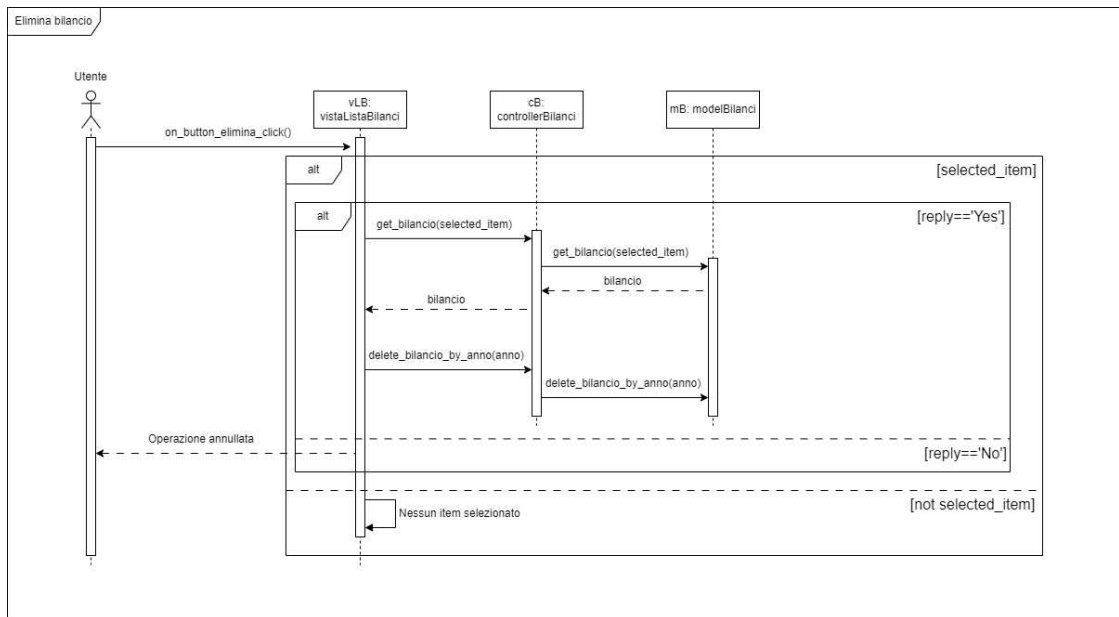 Elimina bilancio
Utente
vLB:
vistaListaBilanci
cB:
controllerBilanci
mB: modelBilanci
on_button_elimina_click()
alt
[selected_item]
alt
[reply=='Yes']
get_bilancio(selected_item)
get_bilancio(selected_item)
bilancio
bilancio
delete_bilancio_by_anno(anno)
delete_bilancio_by_anno(anno)
Operazione annullata
[reply=='No']
[not selected_item]
Nessun item selezionato